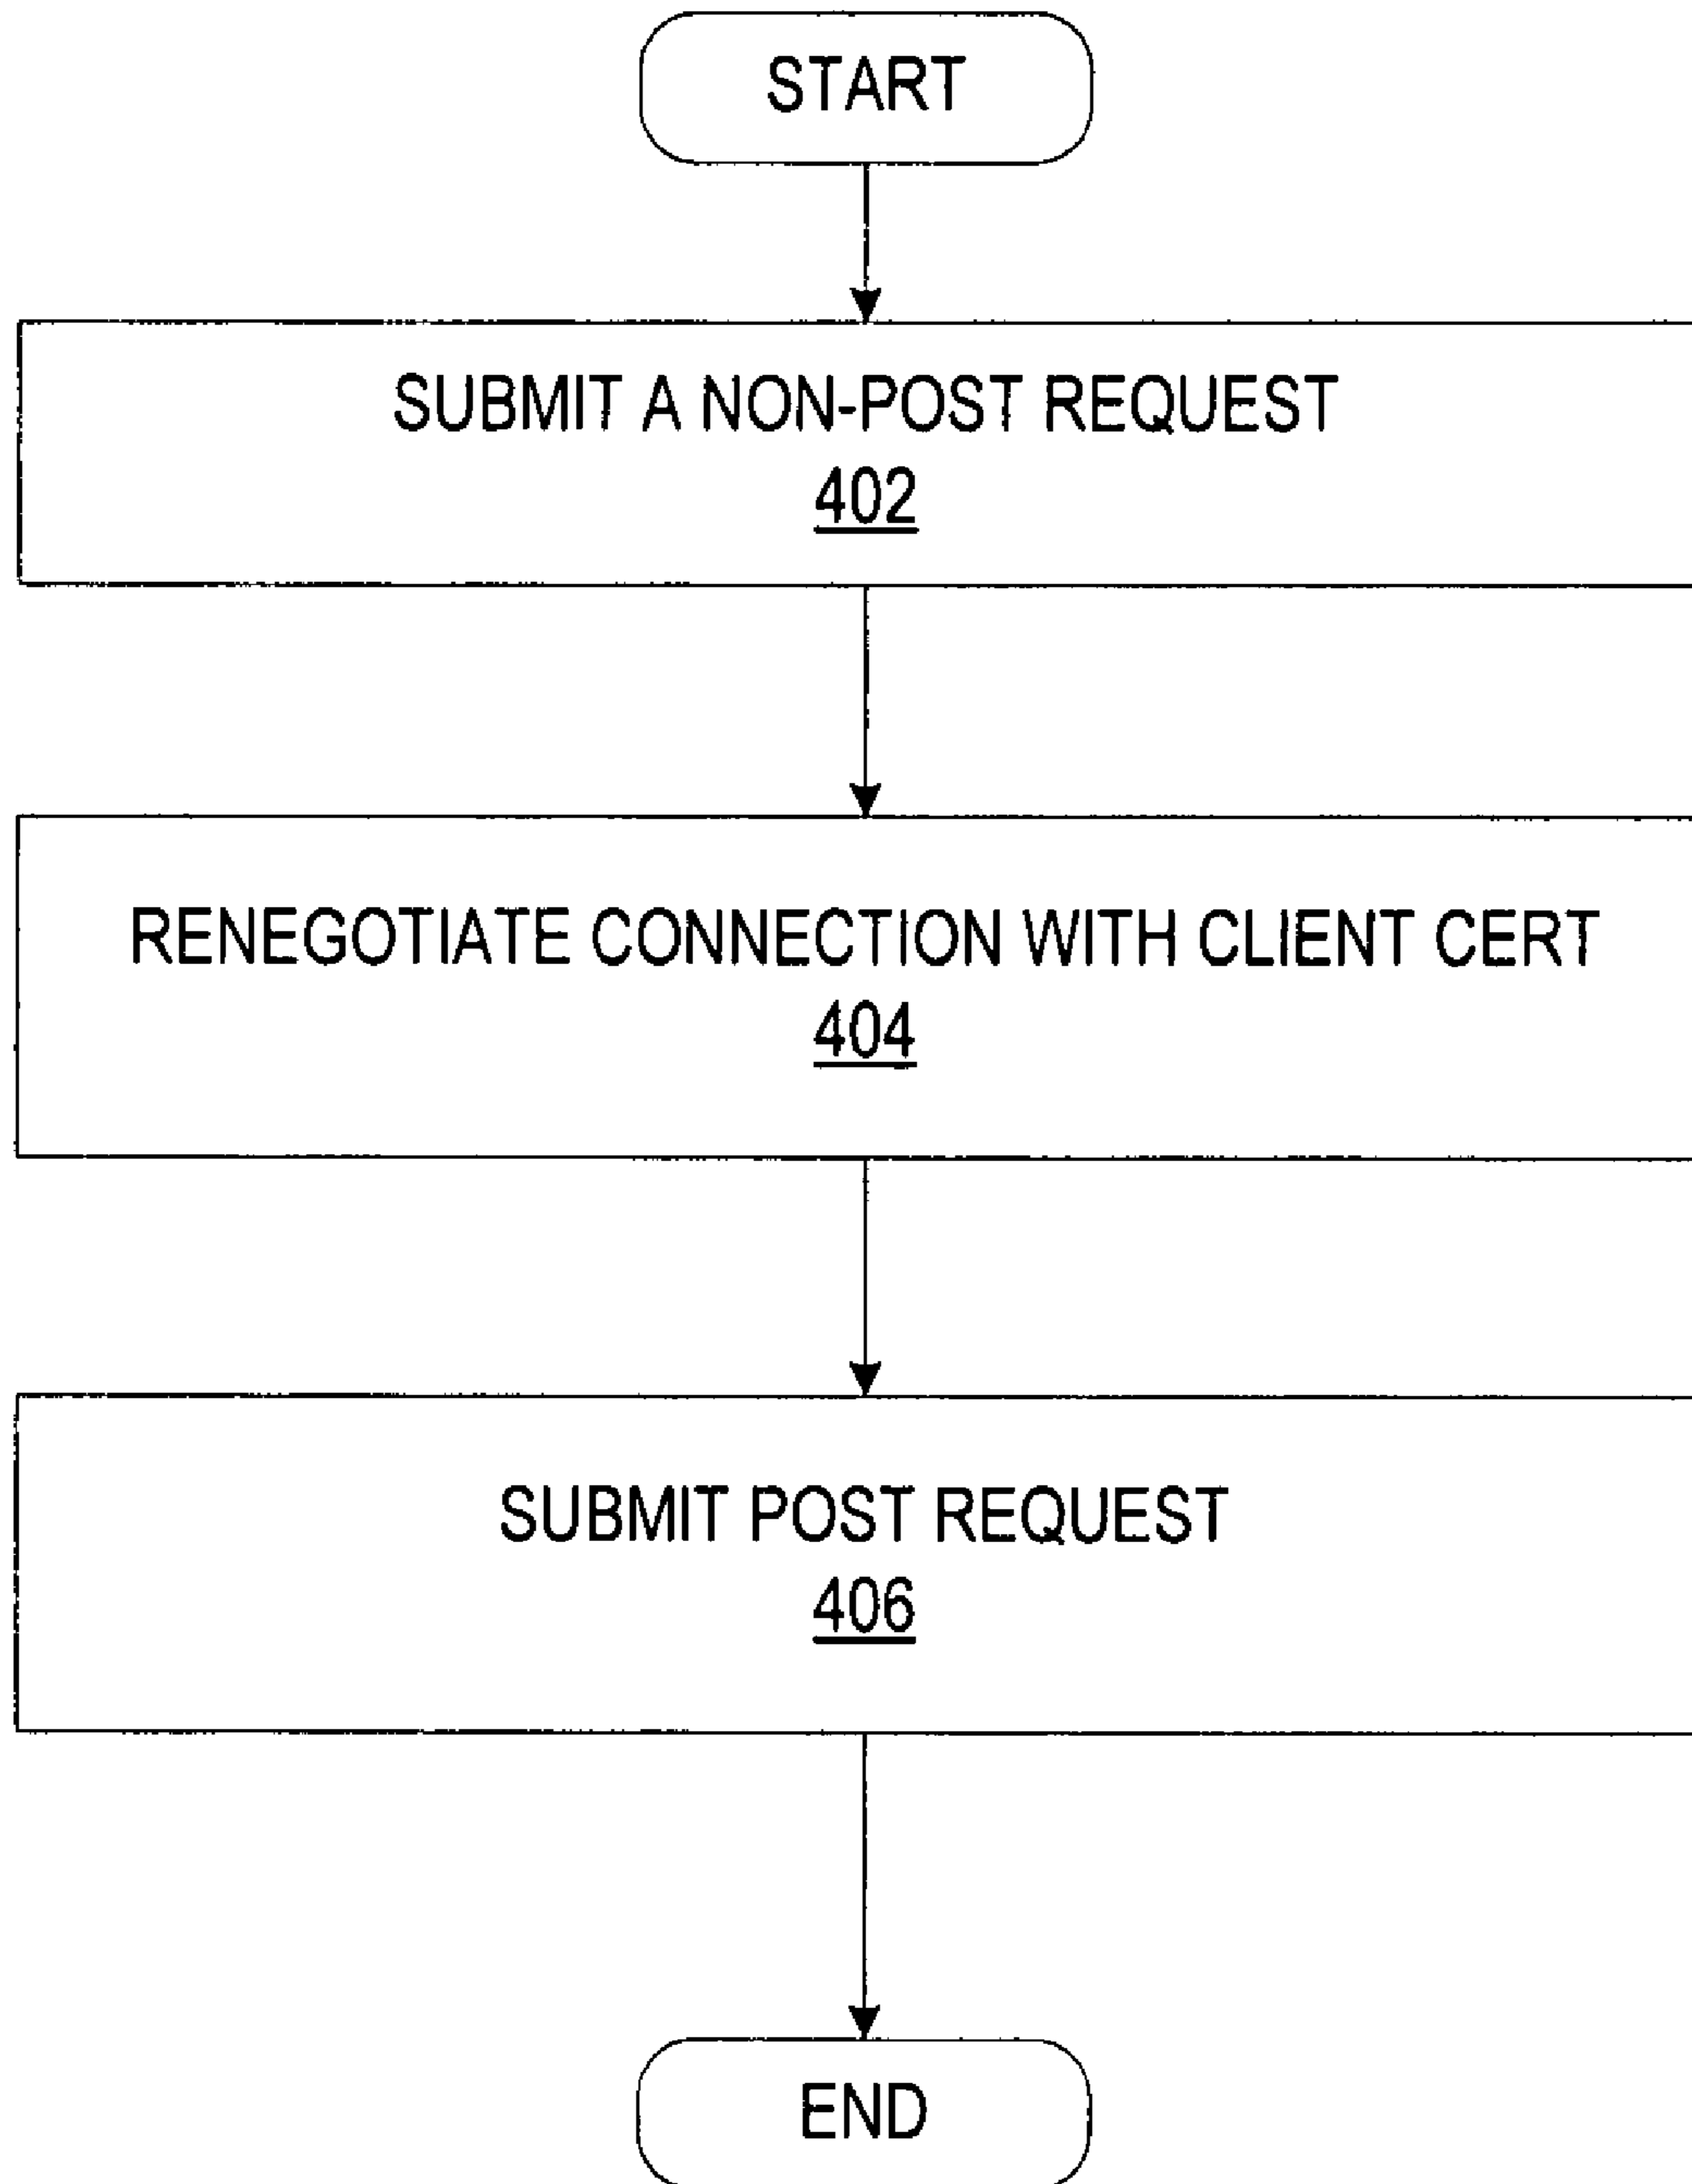 START
SUBMIT A NON-POST REQUEST
402
RENEGOTIATE CONNECTION WITH CLIENT CERT
404
SUBMIT POST REQUEST
406
END